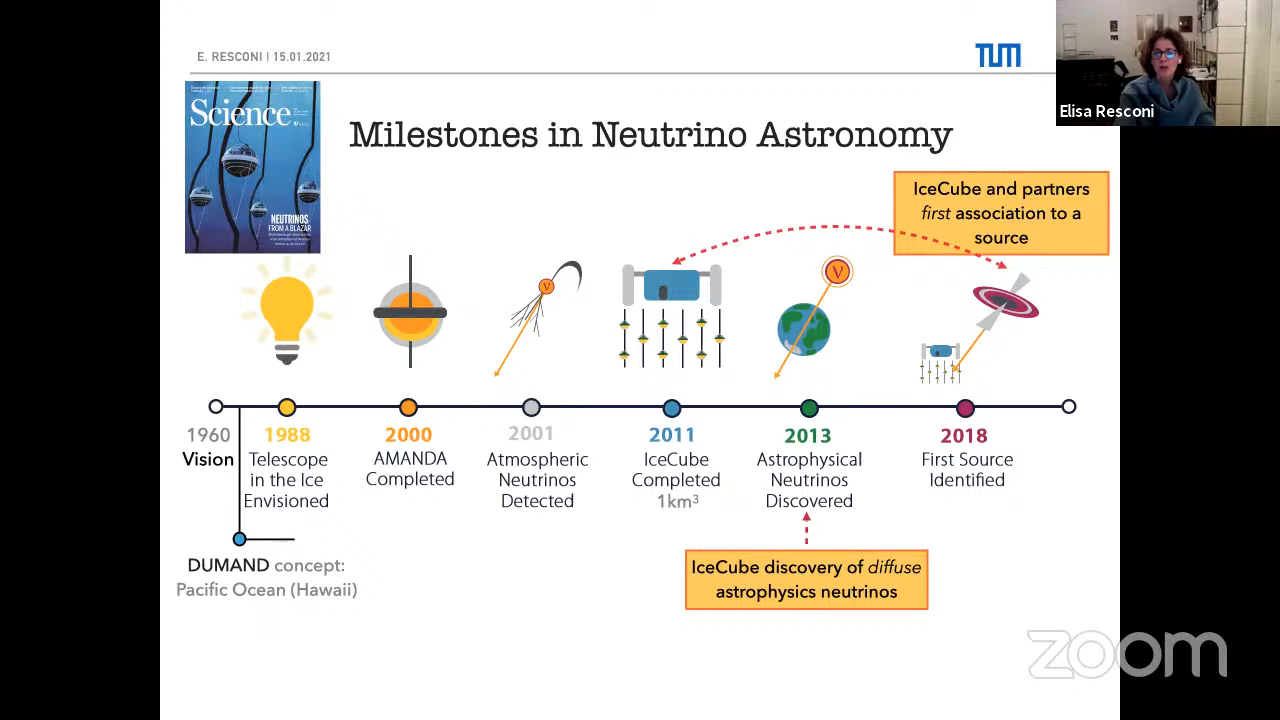 E. RESCONI | 15.01.2021
TUM
Elisa Resconi
Science
NEUTRINOS
FROM A BLAZAR
Milestones in Neutrino Astronomy
IceCube and partners
first association to a
source
ν
ν
1960
Vision
1988
Telescope
in the Ice
Envisioned
2000
AMANDA
Completed
2001
Atmospheric
Neutrinos
Detected
2011
IceCube
Completed
1km³
2013
Astrophysical
Neutrinos
Discovered
2018
First Source
Identified
DUMAND concept:
Pacific Ocean (Hawaii)
IceCube discovery of diffuse
astrophysics neutrinos
zoom